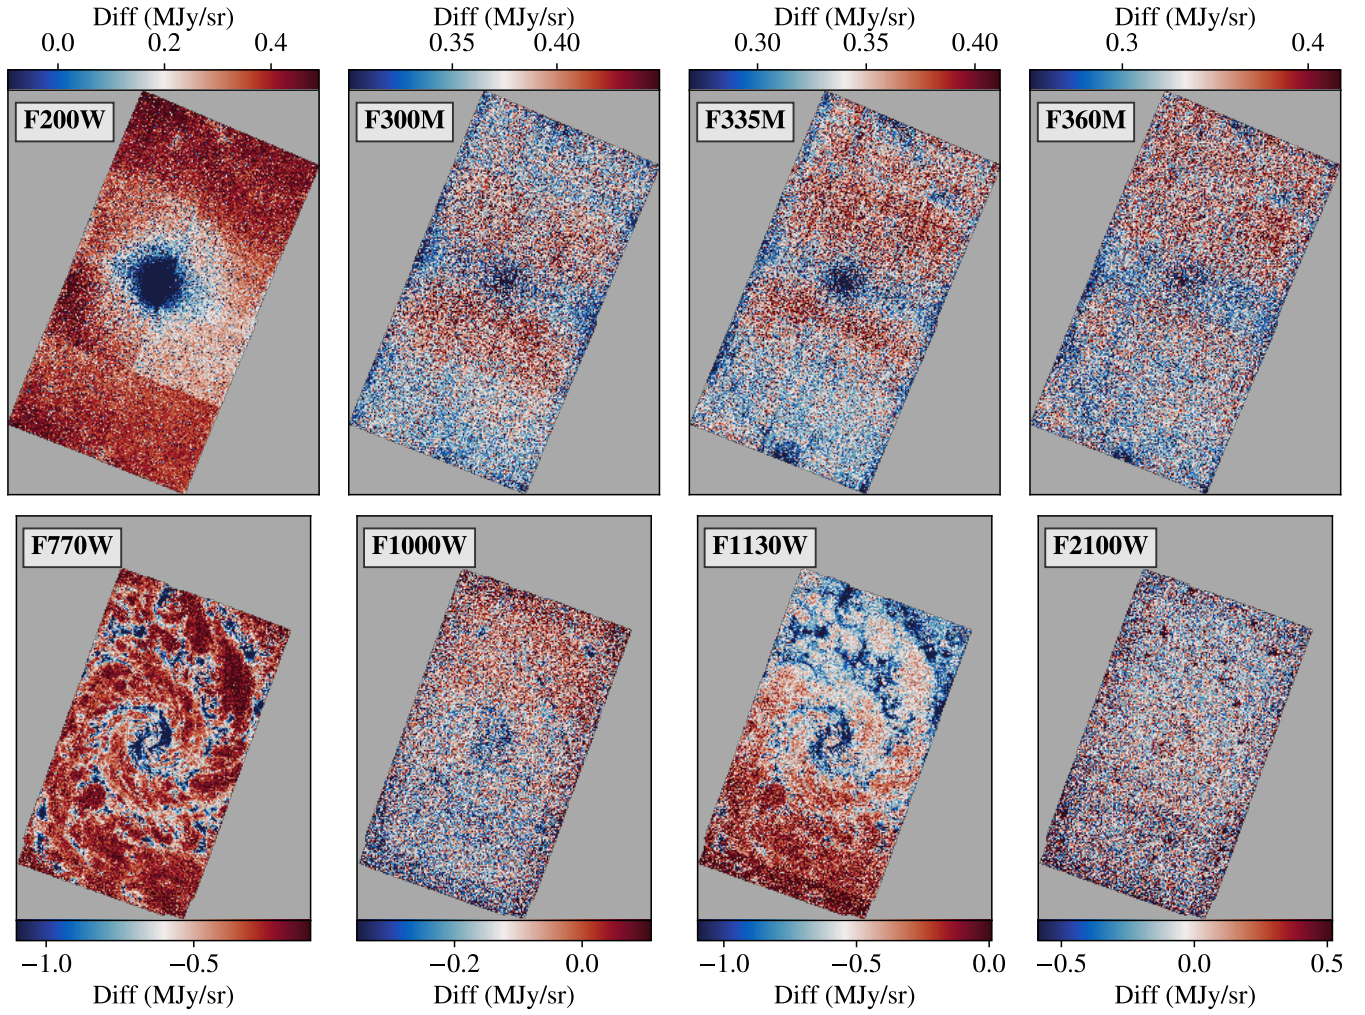 Diff (MJy/sr) Diff (MJy/sr) Diff (MJy/sr) Diff (MJy/sr)
0.0 0.2 0.4 0.35 0.40 0.30 0.35 0.40 0.3 0.4
F200W F300M F335M F360M
F770W F1000W F1130W F2100W
−1.0 −0.5 −0.2 0.0 −1.0 −0.5 0.0 −0.5 0.0 0.5
Diff (MJy/sr) Diff (MJy/sr) Diff (MJy/sr) Diff (MJy/sr)